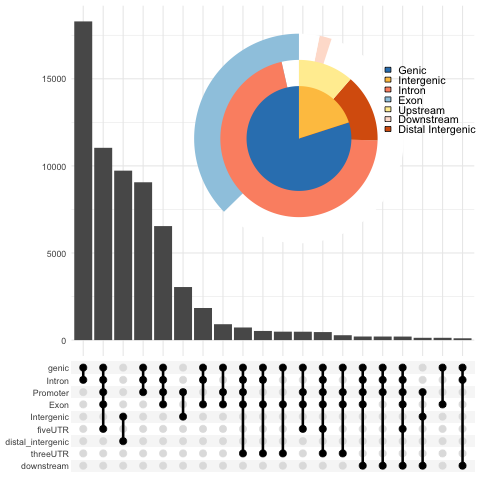 15000
10000
5000
0
Genic
Intergenic
Intron
Exon
Upstream
Downstream
Distal Intergenic
genic
Intron
Promoter
Exon
Intergenic
fiveUTR
distal_intergenic
threeUTR
downstream